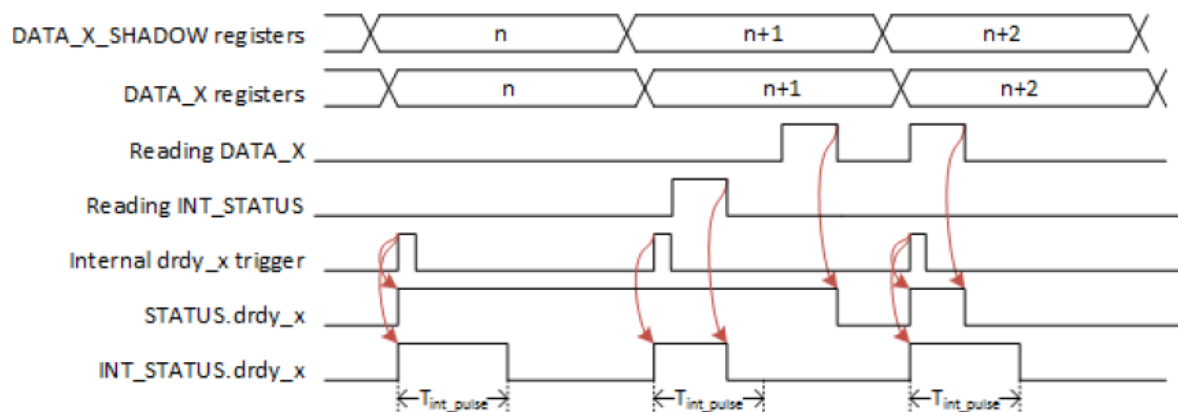 DATA_X_SHADOW registers n n+1 n+2
DATA_X registers n n+1 n+2
Reading DATA_X
Reading INT_STATUS
Internal drdy_x trigger
STATUS.drdy_x
INT_STATUS.drdy_x
Tint_pulse Tint_pulse Tint_pulse